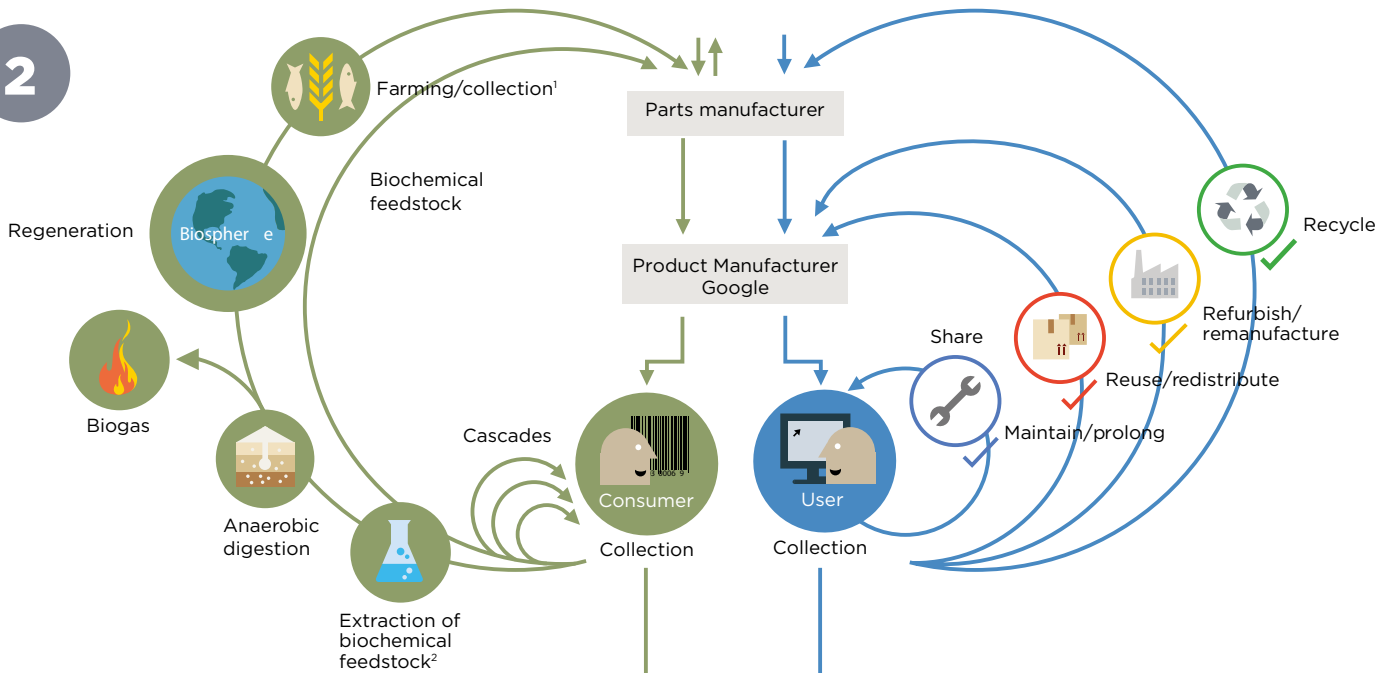 2
Farming/collection¹
Parts manufacturer
Biochemical
feedstock
Regeneration
Biospher e
Recycle
Product Manufacturer
Google
Refurbish/
remanufacture
Share
Reuse/redistribute
Biogas
Cascades
Maintain/prolong
Consumer
User
Anaerobic
digestion
Collection
Collection
Extraction of
biochemical
feedstock²